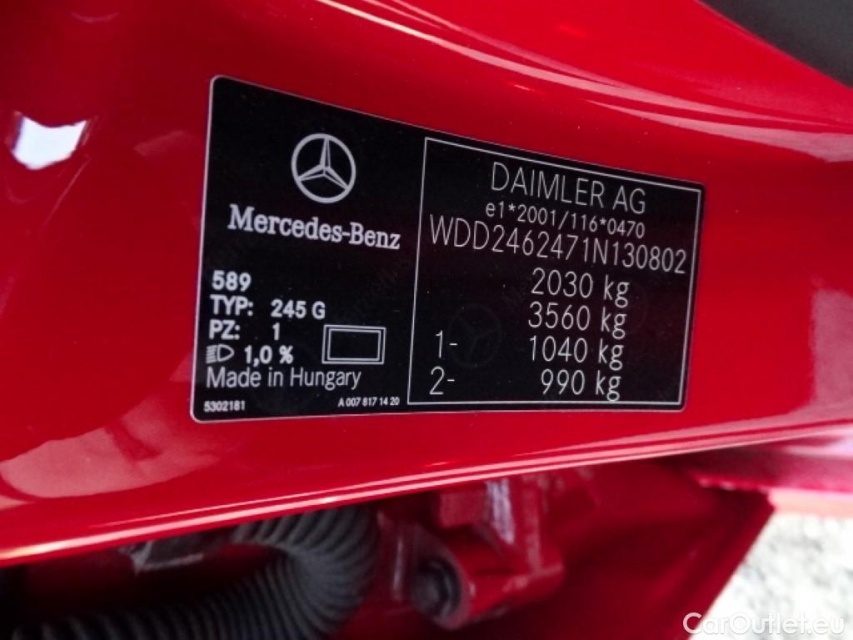 Mercedes-Benz
589
TYP: 245 G
PZ: 1
1,0 %
Made in Hungary
5302181
A 007 817 14 20
DAIMLER AG
e1*2001/116*0470
WDD2462471N130802
2030 kg
3560 kg
1- 1040 kg
2- 990 kg
CarOutlet.eu